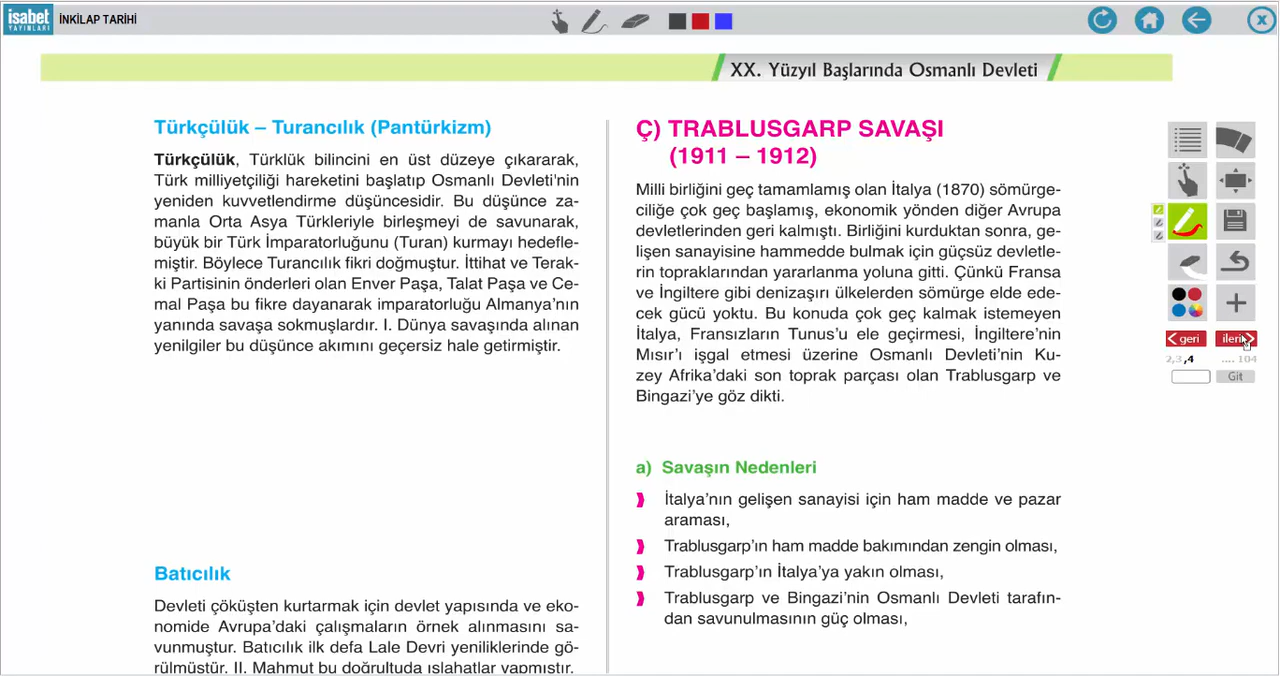 isabet
YAYINLARI
İNKİLAP TARİHİ
XX. Yüzyıl Başlarında Osmanlı Devleti
Türkçülük – Turancılık (Pantürkizm)
Türkçülük, Türklük bilincini en üst düzeye çıkararak,
Türk milliyetçiliği hareketini başlatıp Osmanlı Devleti'nin
yeniden kuvvetlendirme düşüncesidir. Bu düşünce za-
manla Orta Asya Türkleriyle birleşmeyi de savunarak,
büyük bir Türk İmparatorluğunu (Turan) kurmayı hedefle-
miştir. Böylece Turancılık fikri doğmuştur. İttihat ve Terak-
ki Partisinin önderleri olan Enver Paşa, Talat Paşa ve Ce-
mal Paşa bu fikre dayanarak imparatorluğu Almanya’nın
yanında savaşa sokmuşlardır. I. Dünya savaşında alınan
yenilgiler bu düşünce akımını geçersiz hale getirmiştir.
Batıcılık
Devleti çöküşten kurtarmak için devlet yapısında ve eko-
nomide Avrupa’daki çalışmaların örnek alınmasını sa-
vunmuştur. Batıcılık ilk defa Lale Devri yeniliklerinde gö-
rülmüştür. II. Mahmut bu doğrultuda ıslahatlar yapmıştır.
Ç) TRABLUSGARP SAVAŞI
(1911 – 1912)
Milli birliğini geç tamamlamış olan İtalya (1870) sömürge-
ciliğe çok geç başlamış, ekonomik yönden diğer Avrupa
devletlerinden geri kalmıştı. Birliğini kurduktan sonra, ge-
lişen sanayisine hammedde bulmak için güçsüz devletle-
rin topraklarından yararlanma yoluna gitti. Çünkü Fransa
ve İngiltere gibi denizaşırı ülkelerden sömürge elde ede-
cek gücü yoktu. Bu konuda çok geç kalmak istemeyen
İtalya, Fransızların Tunus’u ele geçirmesi, İngiltere’nin
Mısır’ı işgal etmesi üzerine Osmanlı Devleti’nin Ku-
zey Afrika’daki son toprak parçası olan Trablusgarp ve
Bingazi’ye göz dikti.
a) Savaşın Nedenleri
İtalya’nın gelişen sanayisi için ham madde ve pazar
araması,
Trablusgarp’ın ham madde bakımından zengin olması,
Trablusgarp’ın İtalya’ya yakın olması,
Trablusgarp ve Bingazi’nin Osmanlı Devleti tarafın-
dan savunulmasının güç olması,
geri ileri
2,3,4 .... 104
Git